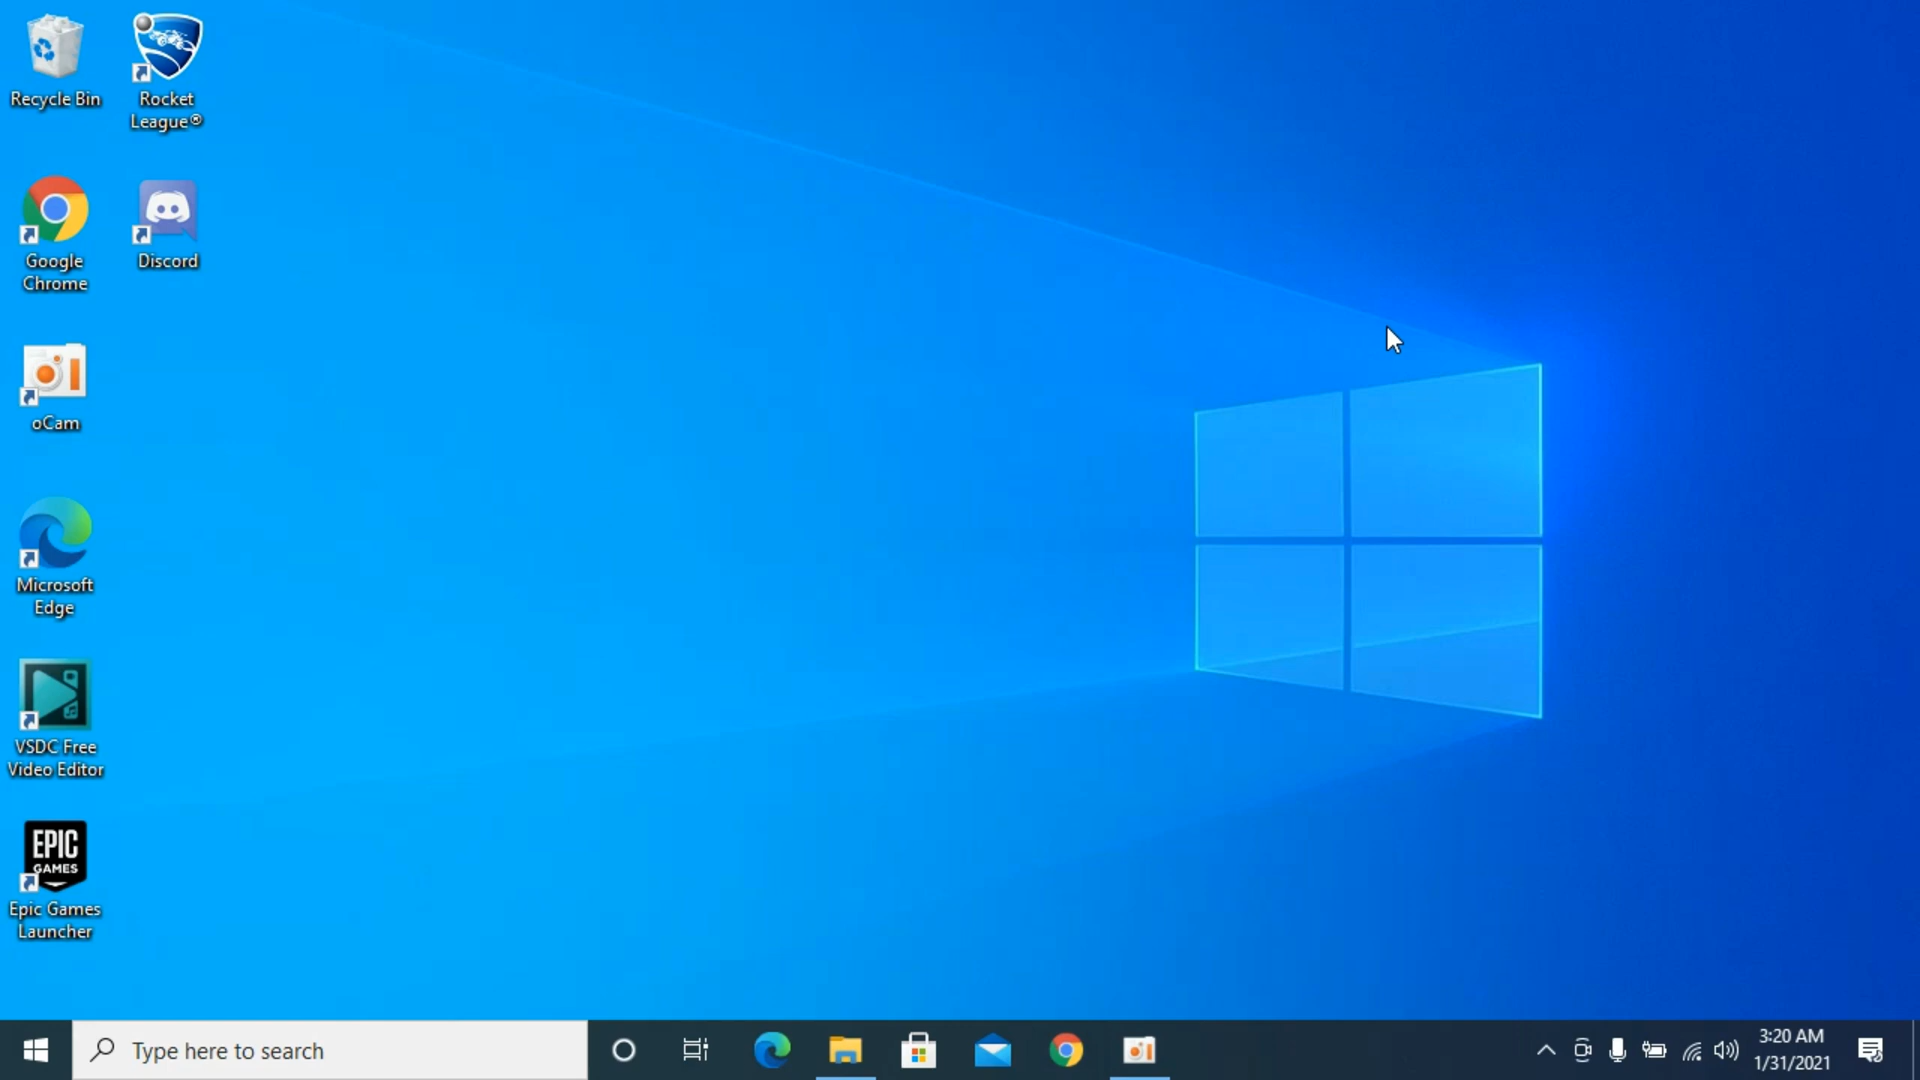 Recycle Bin
Rocket
League®
Google
Chrome
Discord
oCam
Microsoft
Edge
VSDC Free
Video Editor
EPIC
GAMES
Epic Games
Launcher
Type here to search
3:20 AM
1/31/2021